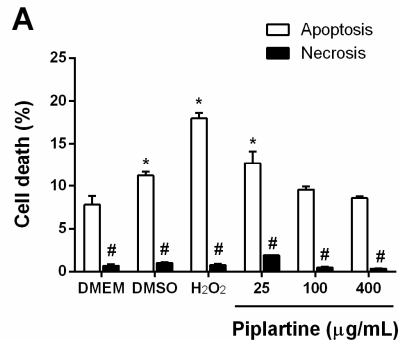 A
Apoptosis
Necrosis
Cell death (%)
25
20
15
10
5
0
* * *
# # # # # #
DMEM DMSO H₂O₂ 25 100 400
Piplartine (µg/mL)